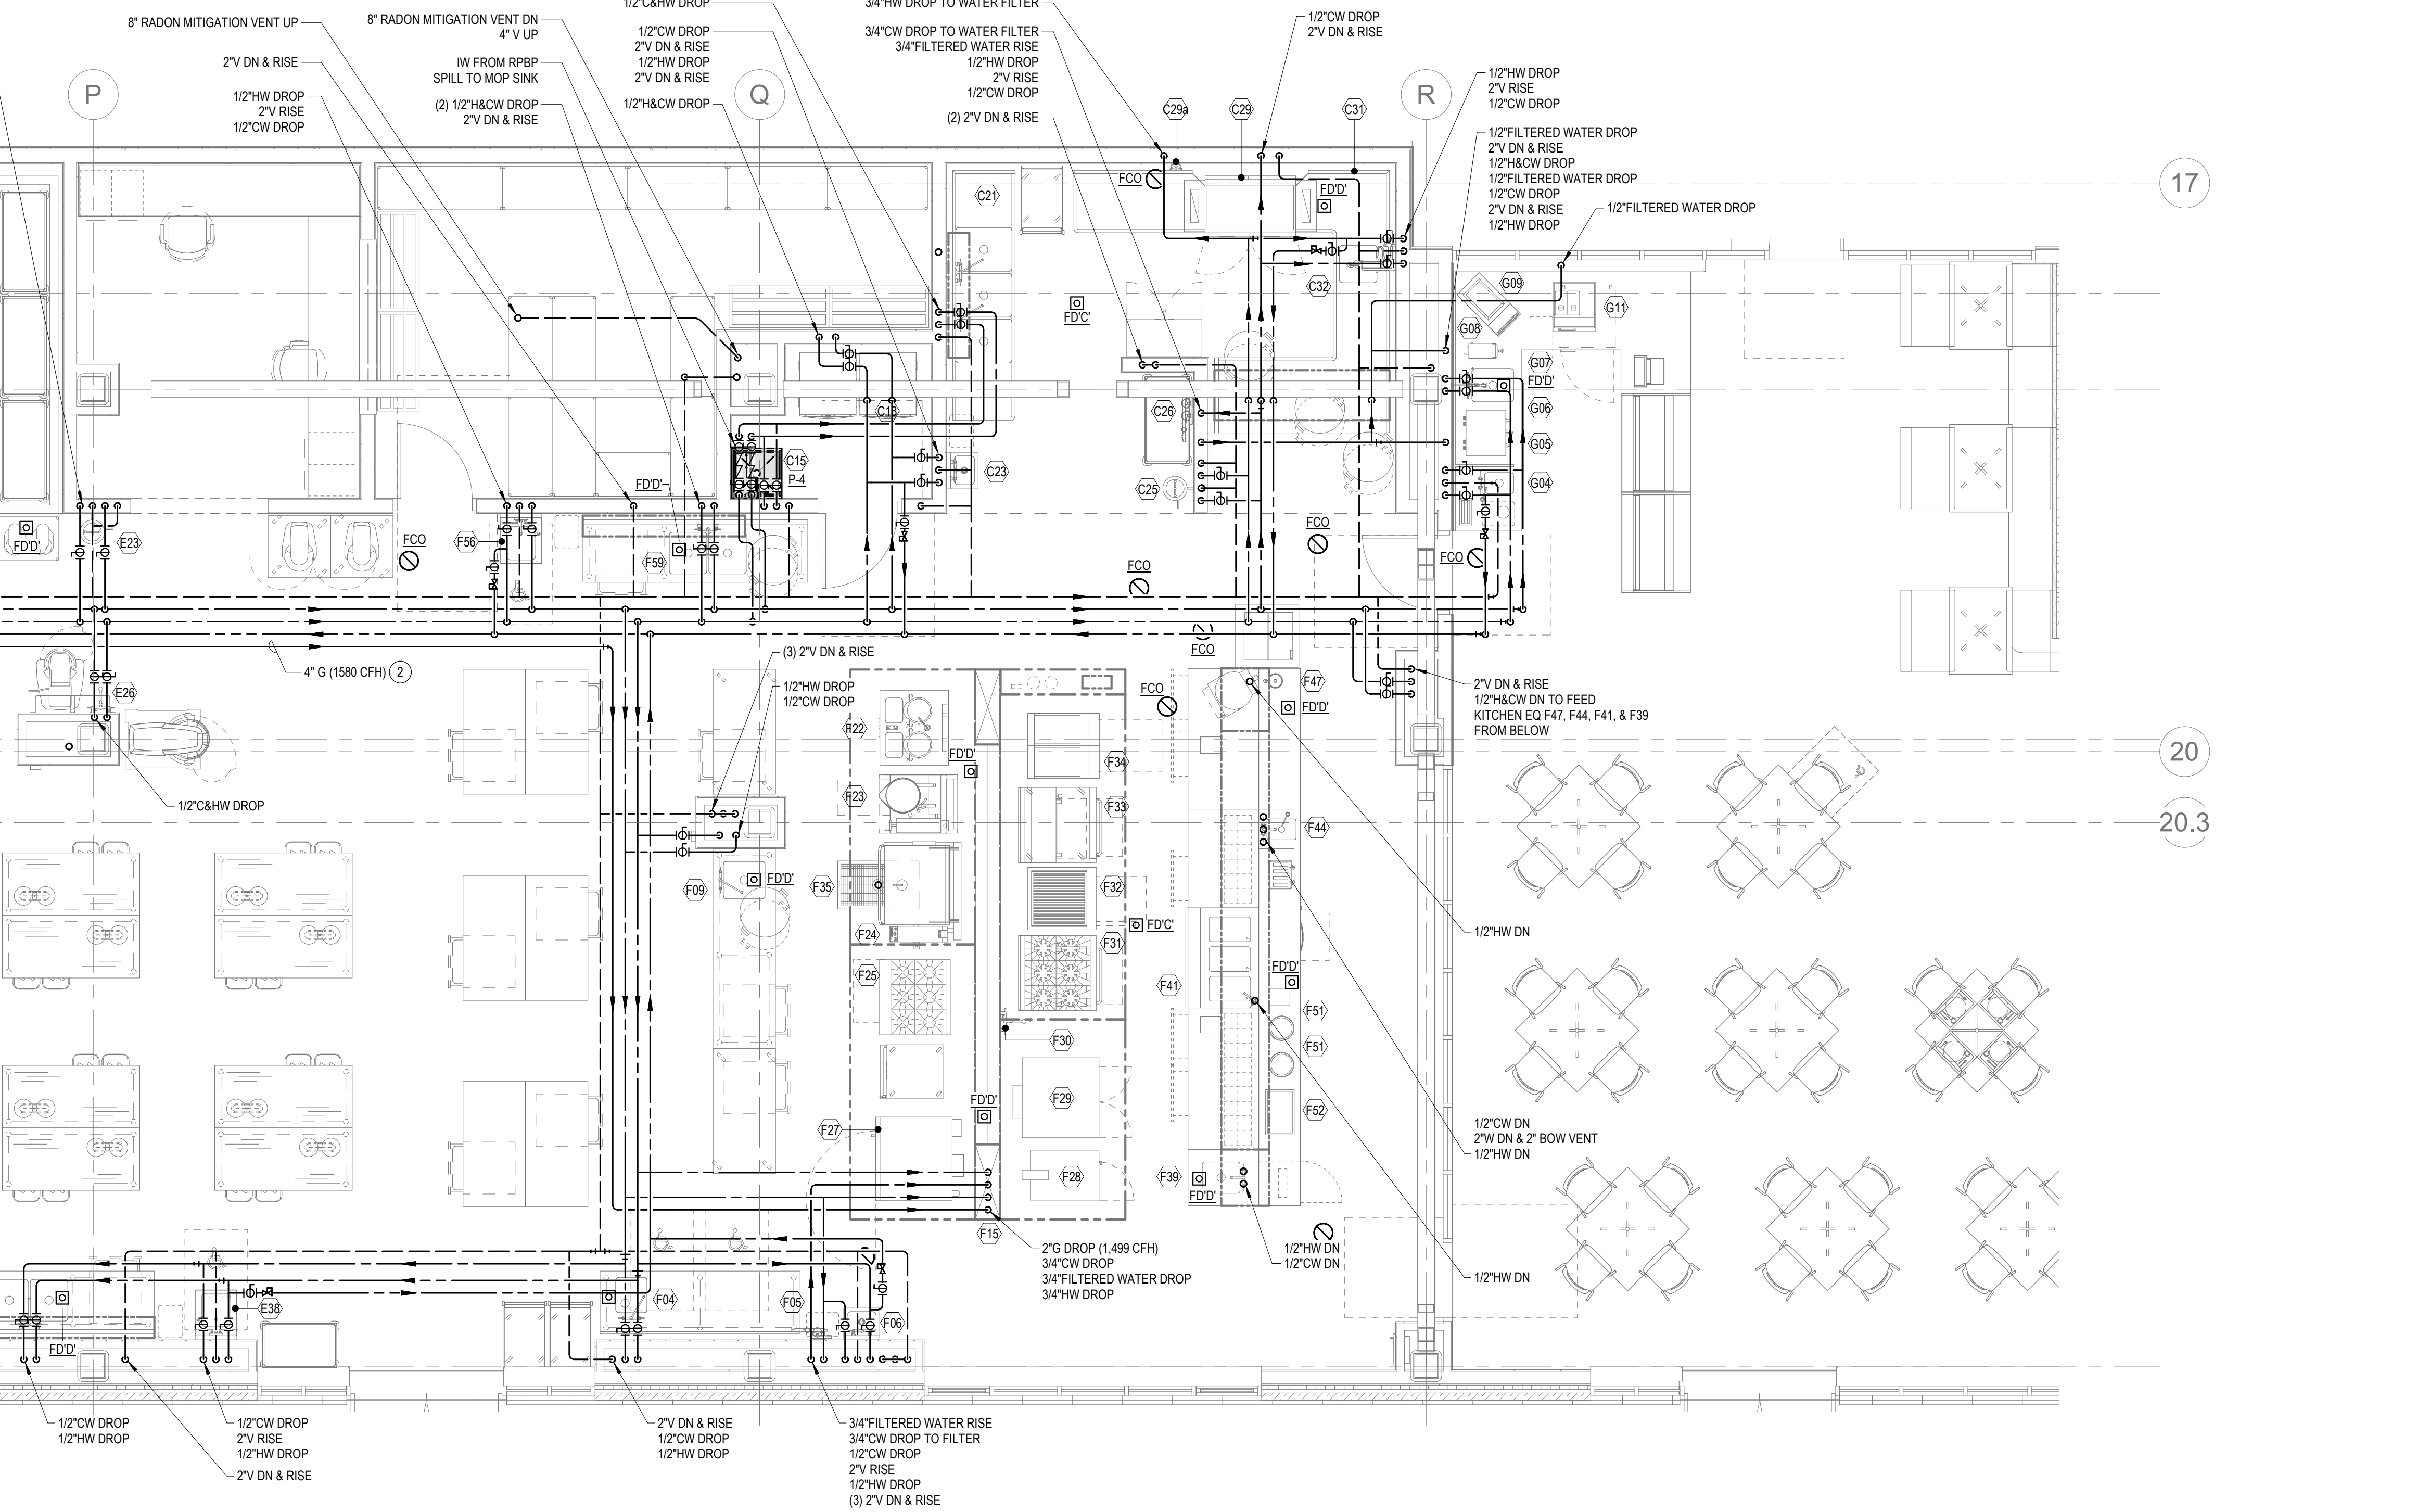 8" RADON MITIGATION VENT UP
2"V DN & RISE
1/2"HW DROP
2"V RISE
1/2"CW DROP
8" RADON MITIGATION VENT DN
4" V UP
IW FROM RPBP
SPILL TO MOP SINK
(2) 1/2"H&CW DROP
2"V DN & RISE
1/2"C&HW DROP
1/2"CW DROP
2"V DN & RISE
1/2"HW DROP
2"V DN & RISE
1/2"H&CW DROP
3/4"HW DROP TO WATER FILTER
3/4"CW DROP TO WATER FILTER
3/4"FILTERED WATER RISE
1/2"HW DROP
2"V RISE
1/2"CW DROP
(2) 2"V DN & RISE
1/2"CW DROP
2"V DN & RISE
1/2"HW DROP
2"V RISE
1/2"CW DROP
1/2"FILTERED WATER DROP
2"V DN & RISE
1/2"H&CW DROP
1/2"FILTERED WATER DROP
1/2"CW DROP
2"V DN & RISE
1/2"HW DROP
1/2"FILTERED WATER DROP
P
Q
R
17
20
20.3
C29a
C29
C31
FCO
FD'D'
C21
C32
FD'C'
G09
G11
G08
G07
FD'D'
G06
G05
G04
C18
C26
C25
C23
C15
P-4
FD'D'
FD'D'
E23
FCO
F56
F59
FCO
FCO
FCO
FCO
4" G (1580 CFH)
2
E26
1/2"C&HW DROP
(3) 2"V DN & RISE
1/2"HW DROP
1/2"CW DROP
F22
FD'D'
F23
F09
FD'D'
F35
F24
F25
F27
FCO
F34
F33
F32
FD'C'
F31
F30
F29
FD'D'
F28
F15
F47
FD'D'
F44
F41
FD'D'
F51
F51
F52
F39
FD'D'
2"V DN & RISE
1/2"H&CW DN TO FEED
KITCHEN EQ F47, F44, F41, & F39
FROM BELOW
1/2"HW DN
1/2"CW DN
2"W DN & 2" BOW VENT
1/2"HW DN
1/2"HW DN
1/2"HW DN
1/2"CW DN
2"G DROP (1,499 CFH)
3/4"CW DROP
3/4"FILTERED WATER DROP
3/4"HW DROP
E38
F04
F05
F06
FD'D'
1/2"CW DROP
1/2"HW DROP
1/2"CW DROP
2"V RISE
1/2"HW DROP
2"V DN & RISE
2"V DN & RISE
1/2"CW DROP
1/2"HW DROP
3/4"FILTERED WATER RISE
3/4"CW DROP TO FILTER
1/2"CW DROP
2"V RISE
1/2"HW DROP
(3) 2"V DN & RISE